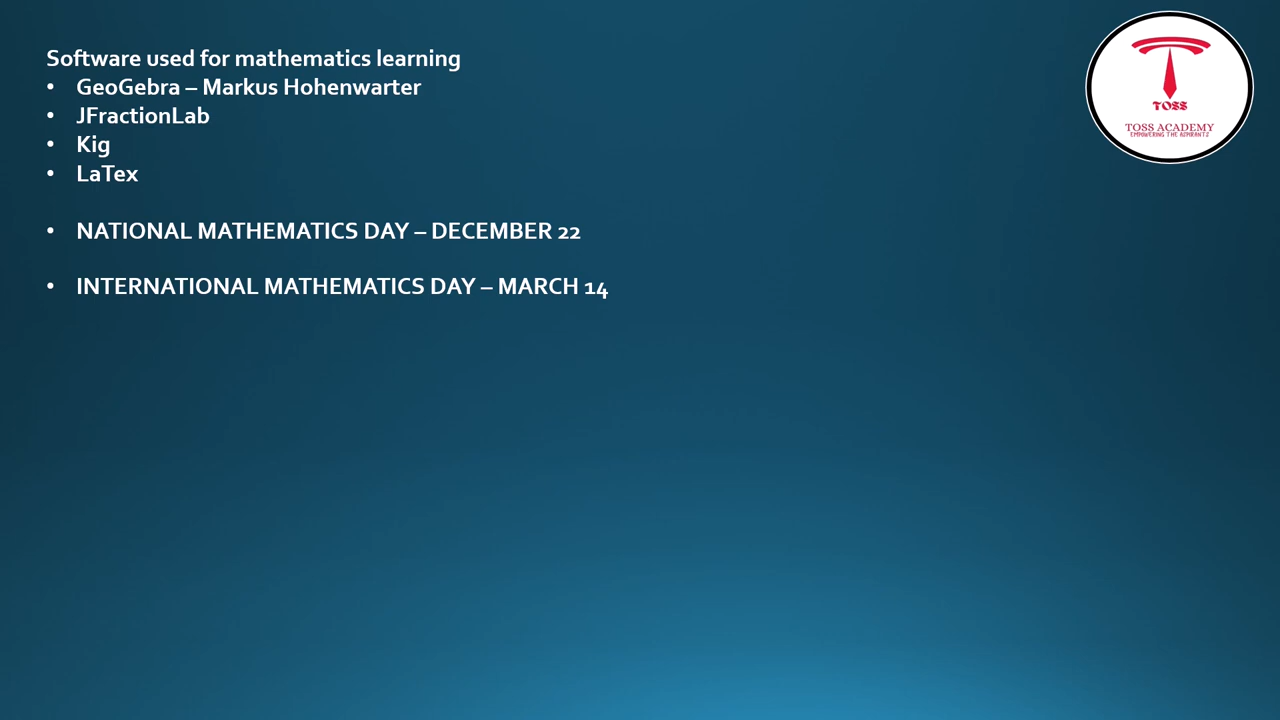 Software used for mathematics learning
• GeoGebra – Markus Hohenwarter
• JFractionLab
• Kig
• LaTex
• NATIONAL MATHEMATICS DAY – DECEMBER 22
• INTERNATIONAL MATHEMATICS DAY – MARCH 14
TOSS
TOSS ACADEMY
EMPOWERING THE ASPIRANTS